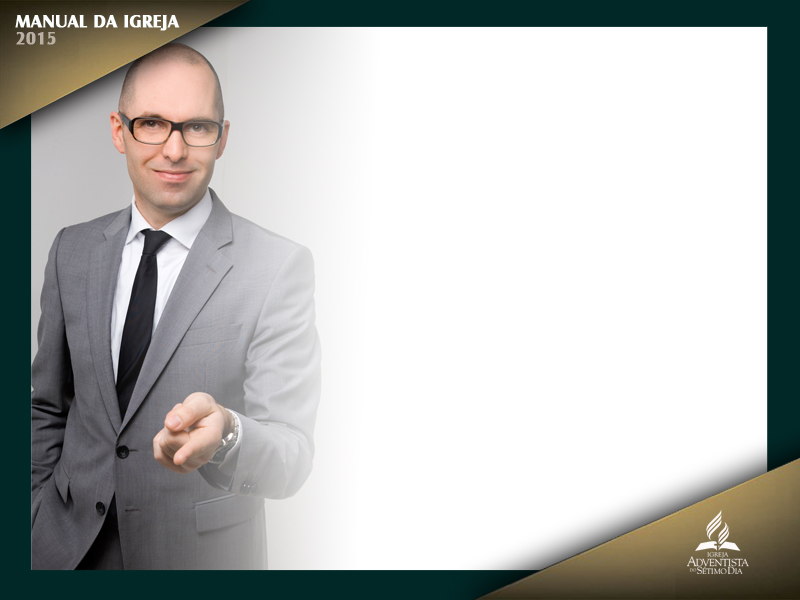 MANUAL DA IGREJA
2015
IGREJA
ADVENTISTA
DO SÉTIMO DIA